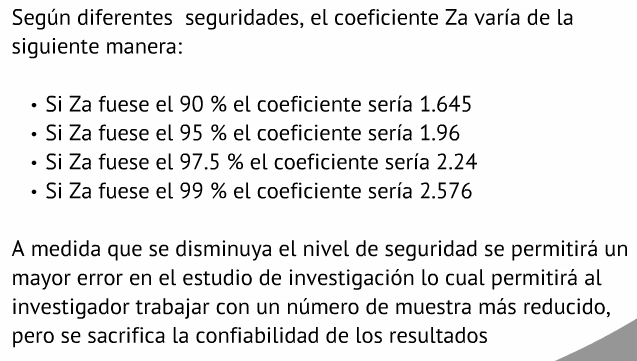 Según diferentes  seguridades, el coeficiente Za varía de la
siguiente manera:
• Si Za fuese el 90 % el coeficiente sería 1.645
• Si Za fuese el 95 % el coeficiente sería 1.96
• Si Za fuese el 97.5 % el coeficiente sería 2.24
• Si Za fuese el 99 % el coeficiente sería 2.576
A medida que se disminuya el nivel de seguridad se permitirá un
mayor error en el estudio de investigación lo cual permitirá al
investigador trabajar con un número de muestra más reducido,
pero se sacrifica la confiabilidad de los resultados